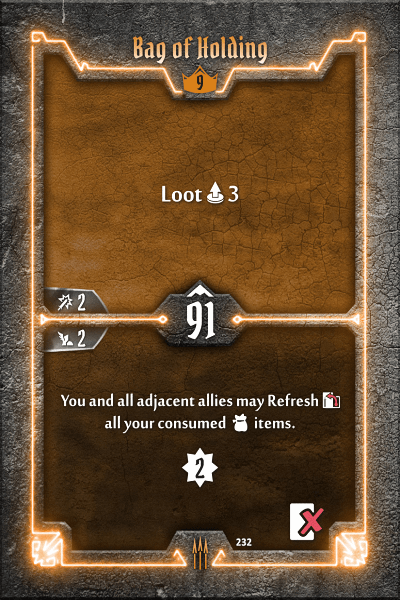 Bag of Holding
9
Loot 3
2
91
2
You and all adjacent allies may Refresh
all your consumed items.
2
232